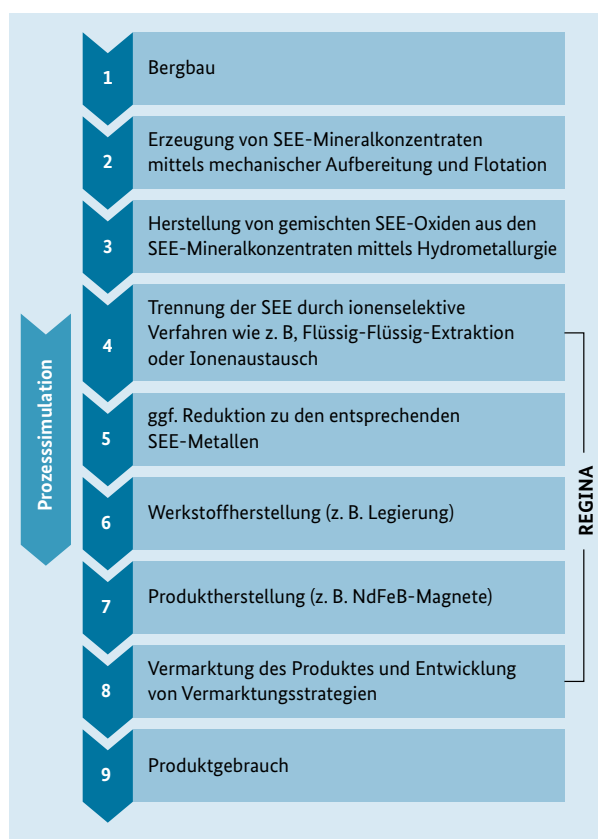 1
Bergbau
2
Erzeugung von SEE-Mineralkonzentraten
mittels mechanischer Aufbereitung und Flotation
3
Herstellung von gemischten SEE-Oxiden aus den
SEE-Mineralkonzentraten mittels Hydrometallurgie
4
Trennung der SEE durch ionenselektive
Verfahren wie z. B, Flüssig-Flüssig-Extraktion
oder Ionenaustausch
5
ggf. Reduktion zu den entsprechenden
SEE-Metallen
6
Werkstoffherstellung (z. B. Legierung)
7
Produktherstellung (z. B. NdFeB-Magnete)
8
Vermarktung des Produktes und Entwicklung
von Vermarktungsstrategien
9
Produktgebrauch
Prozesssimulation
REGINA